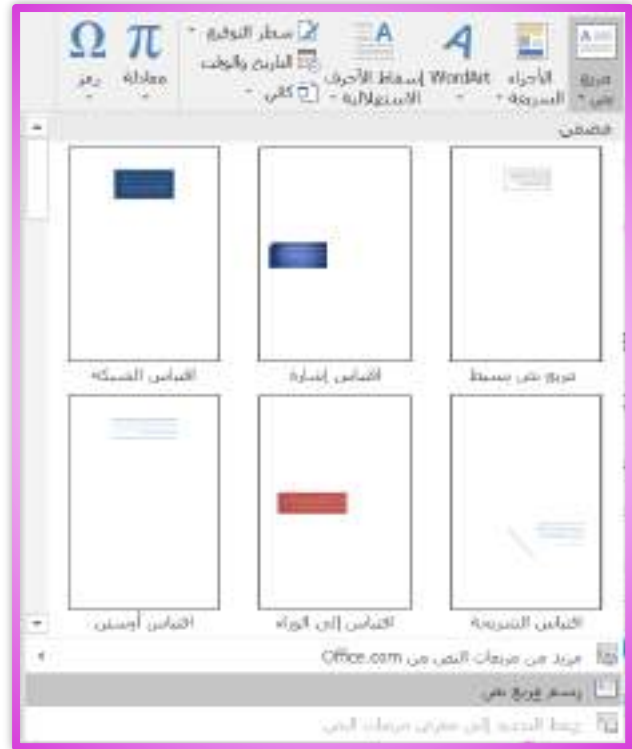 مربع نص
الأجزاء السريعة
WordArt
إسقاط الأحرف الاستهلالية
سطر التوقيع
التاريخ والوقت
كائن
معادلة
رمز
مضمن
مربع نص بسيط
اقتباس إشارة
اقتباس الشبكة
اقتباس الشريحة
اقتباس إلى الوراء
اقتباس أوستن
مزيد من مربعات النص من Office.com
رسم مربع نص
حفظ التحديد إلى معرض مربعات النص